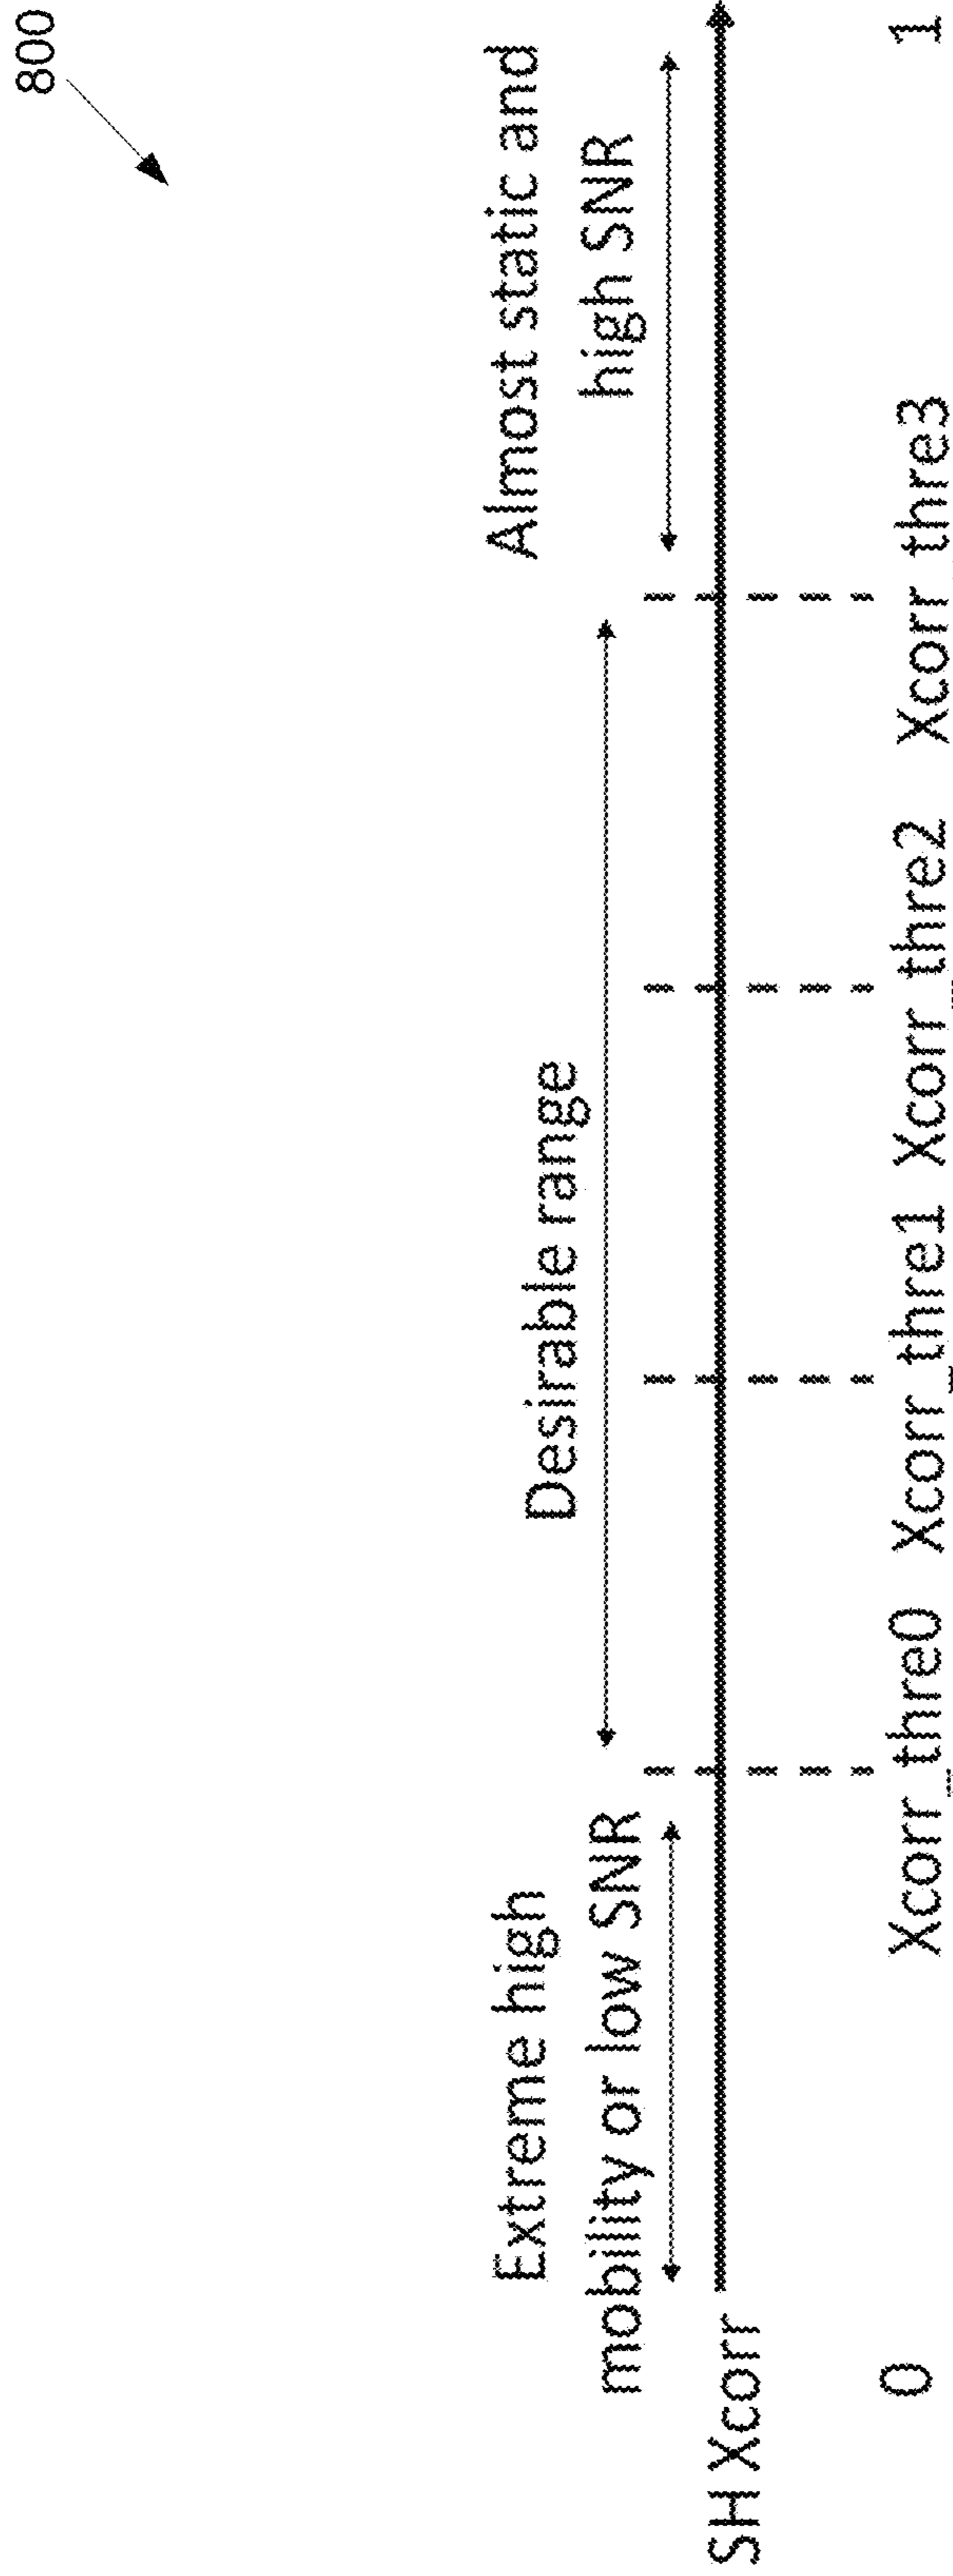 800
Extreme high
mobility or low SNR
Desirable range
Almost static and
high SNR
SH Xcorr
0
Xcorr_thre0
Xcorr_thre1
Xcorr_thre2
Xcorr_thre3
1